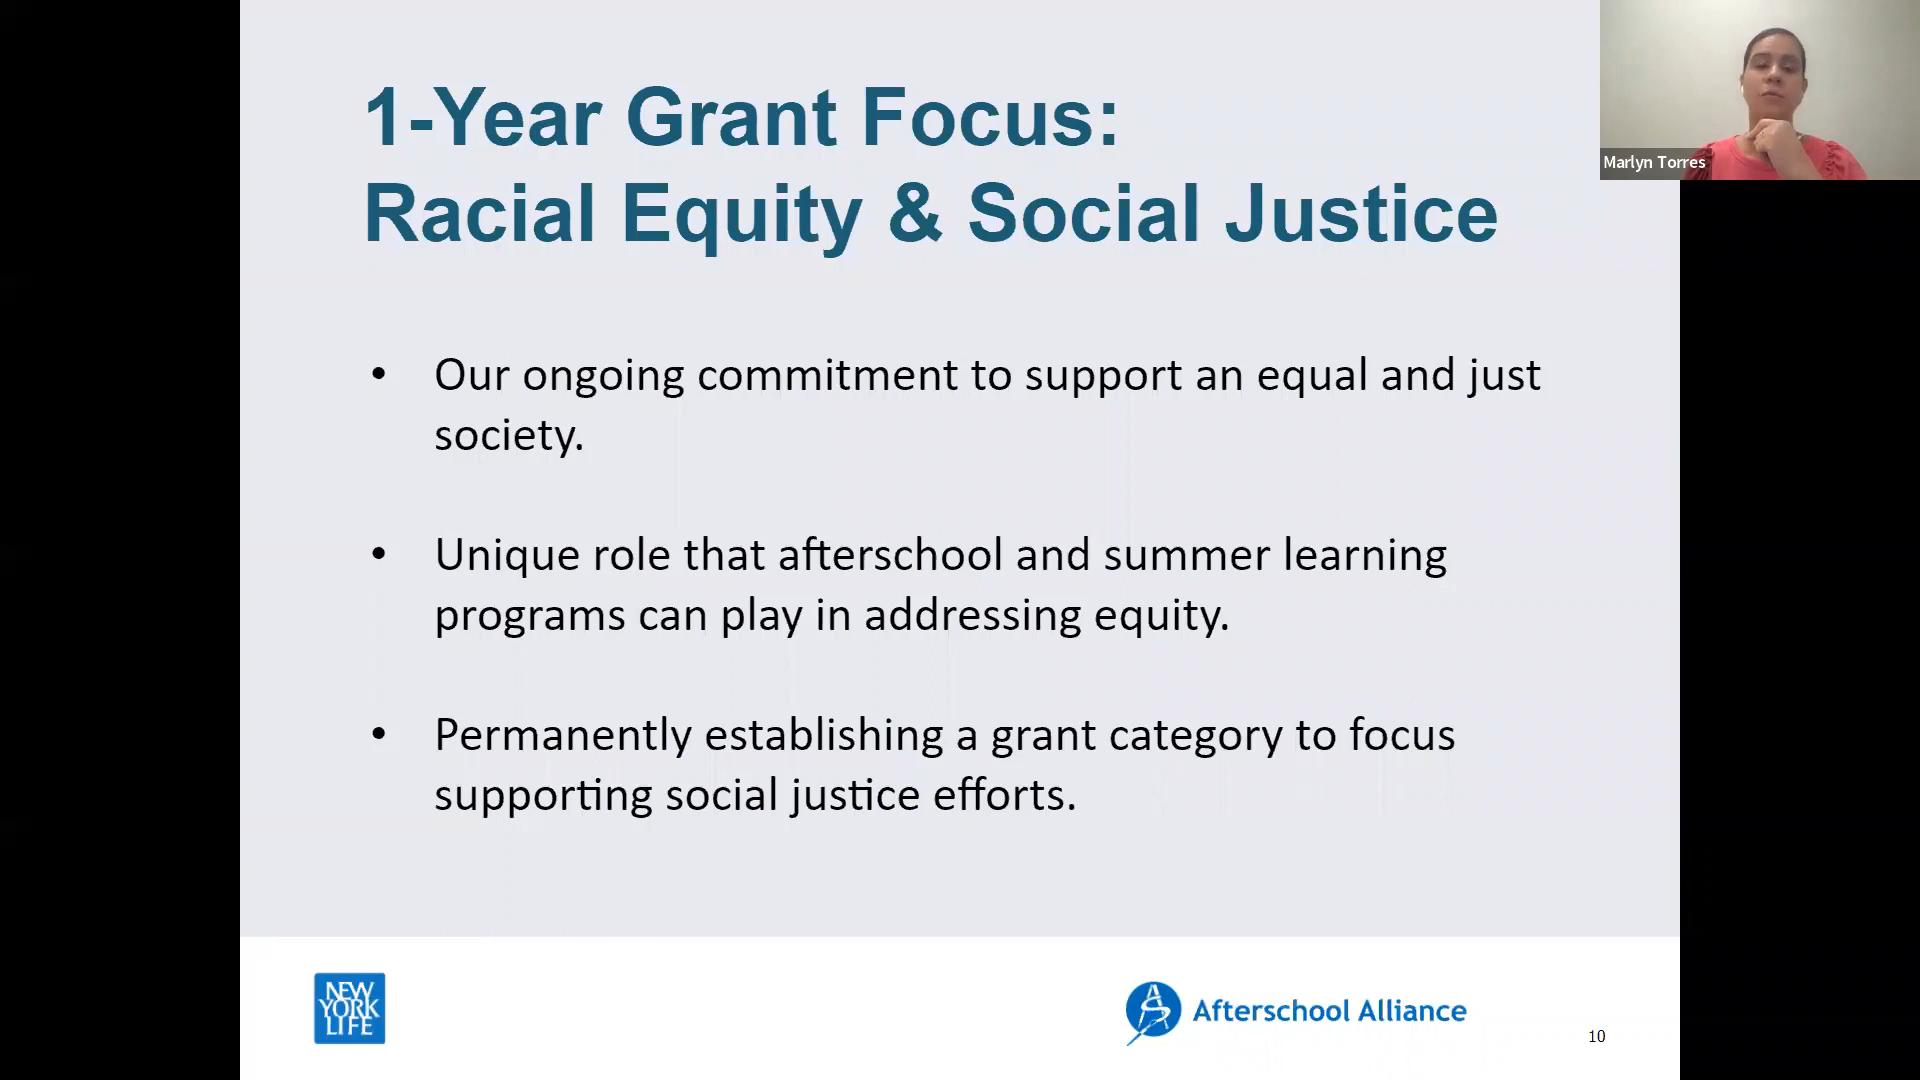 1-Year Grant Focus:
Racial Equity & Social Justice
Marlyn Torres
• Our ongoing commitment to support an equal and just
society.
• Unique role that afterschool and summer learning
programs can play in addressing equity.
• Permanently establishing a grant category to focus
supporting social justice efforts.
NEW
YORK
LIFE
Afterschool Alliance
10